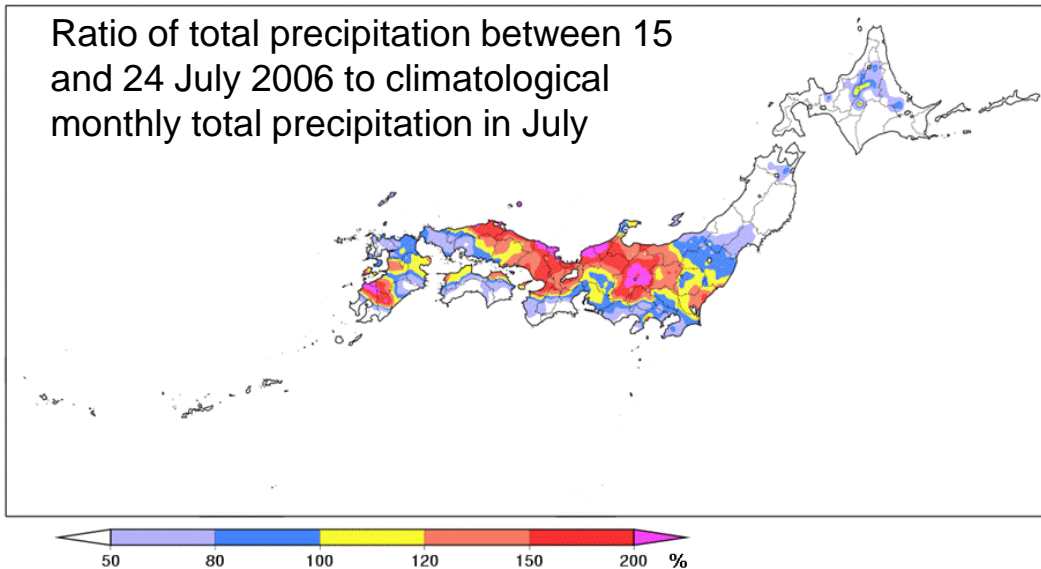 Ratio of total precipitation between 15
and 24 July 2006 to climatological
monthly total precipitation in July
50 80 100 120 150 200 %